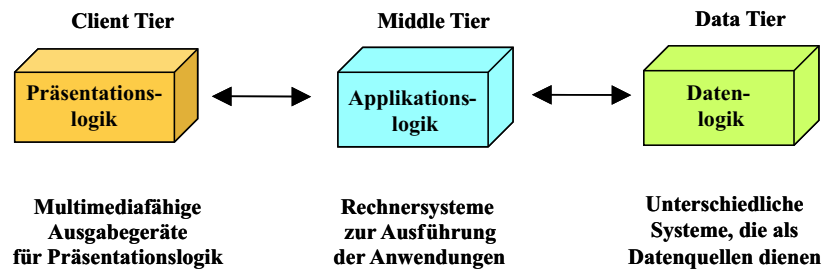 Client Tier
Middle Tier
Data Tier
Präsentations-
logik
Applikations-
logik
Daten-
logik
Multimediafähige
Ausgabegeräte
für Präsentationslogik
Rechnersysteme
zur Ausführung
der Anwendungen
Unterschiedliche
Systeme, die als
Datenquellen dienen